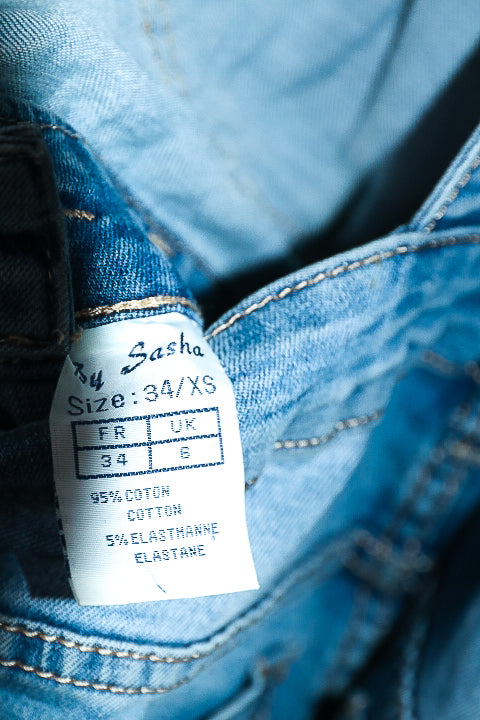 By Sasha
Size: 34/XS
FR UK
34 6
95% COTON
COTTON
5% ELASTHANNE
ELASTANE